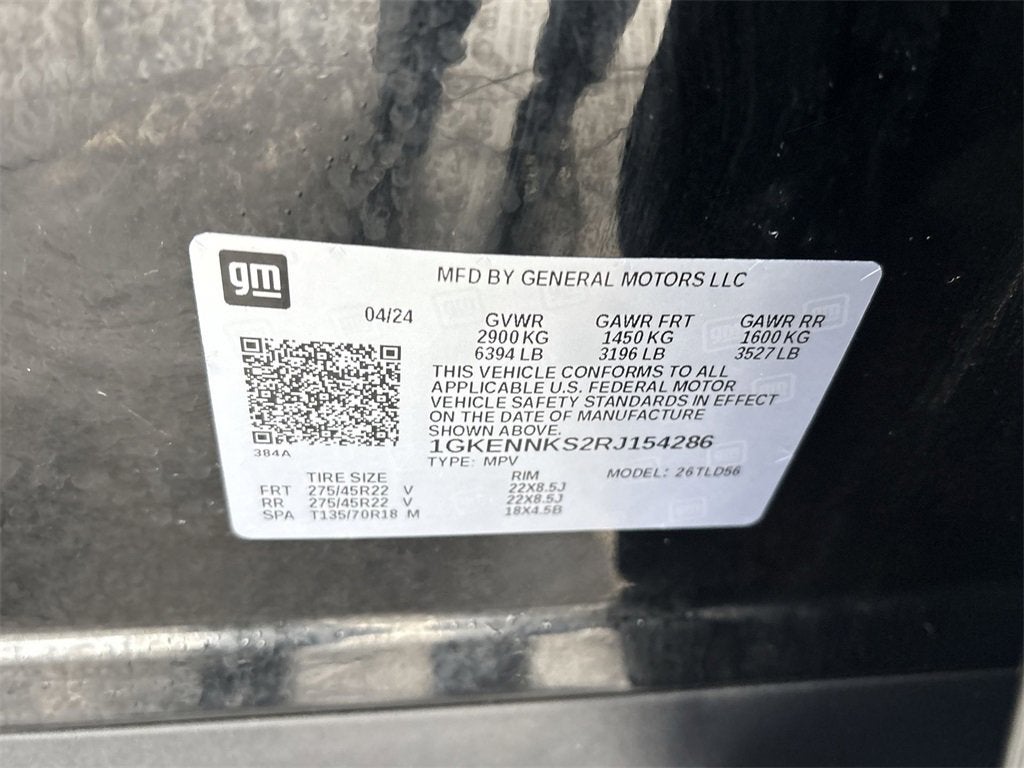 gm
MFD BY GENERAL MOTORS LLC
04/24 GVWR GAWR FRT GAWR RR
2900 KG 1450 KG 1600 KG
6394 LB 3196 LB 3527 LB
THIS VEHICLE CONFORMS TO ALL
APPLICABLE U.S. FEDERAL MOTOR
VEHICLE SAFETY STANDARDS IN EFFECT
ON THE DATE OF MANUFACTURE
SHOWN ABOVE.
1GKENNKS2RJ154286
384A
TYPE: MPV MODEL: 26TLD56
TIRE SIZE RIM
FRT 275/45R22 V 22X8.5J
RR 275/45R22 V 22X8.5J
SPA T135/70R18 M 18X4.5B